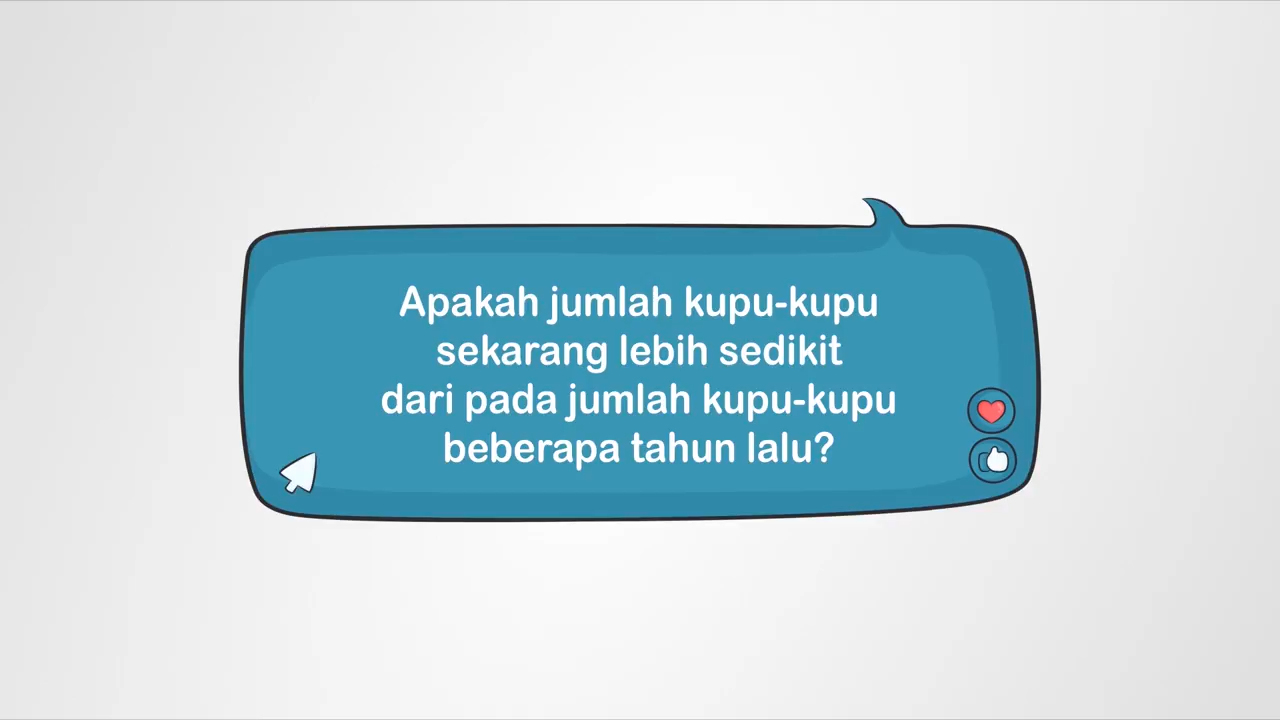 Apakah jumlah kupu-kupu
sekarang lebih sedikit
dari pada jumlah kupu-kupu
beberapa tahun lalu?